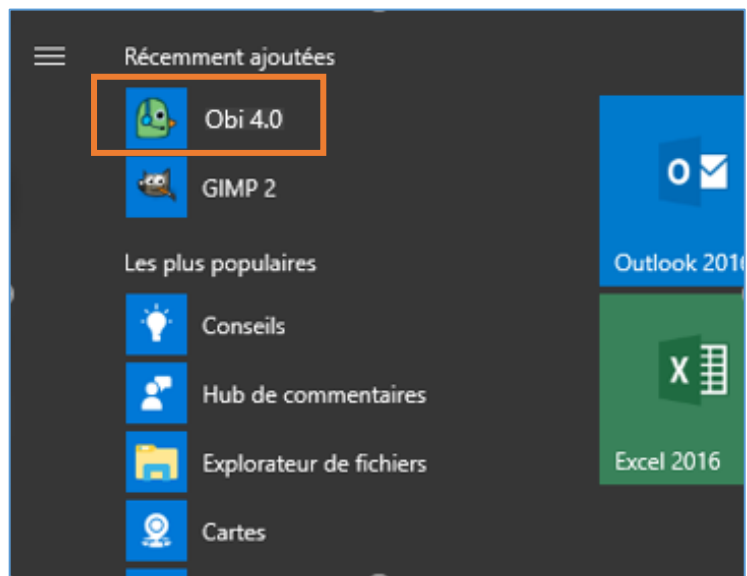 Récemment ajoutées
Obi 4.0
GIMP 2
Les plus populaires
Conseils
Hub de commentaires
Explorateur de fichiers
Cartes
Outlook 2016
Excel 2016